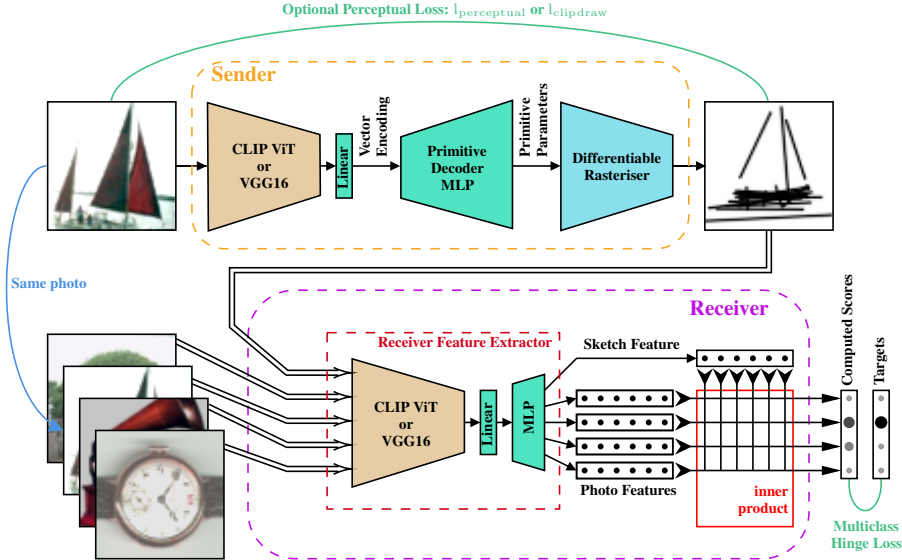 Optional Perceptual Loss: l_perceptual or l_clipdraw
Sender
CLIP ViT
or
VGG16
Linear
Vector
Encoding
Primitive
Decoder
MLP
Primitive
Parameters
Differentiable
Rasteriser
Same photo
Receiver
Receiver Feature Extractor
CLIP ViT
or
VGG16
Linear
MLP
Sketch Feature
Photo Features
inner
product
Computed Scores
Targets
Multiclass
Hinge Loss